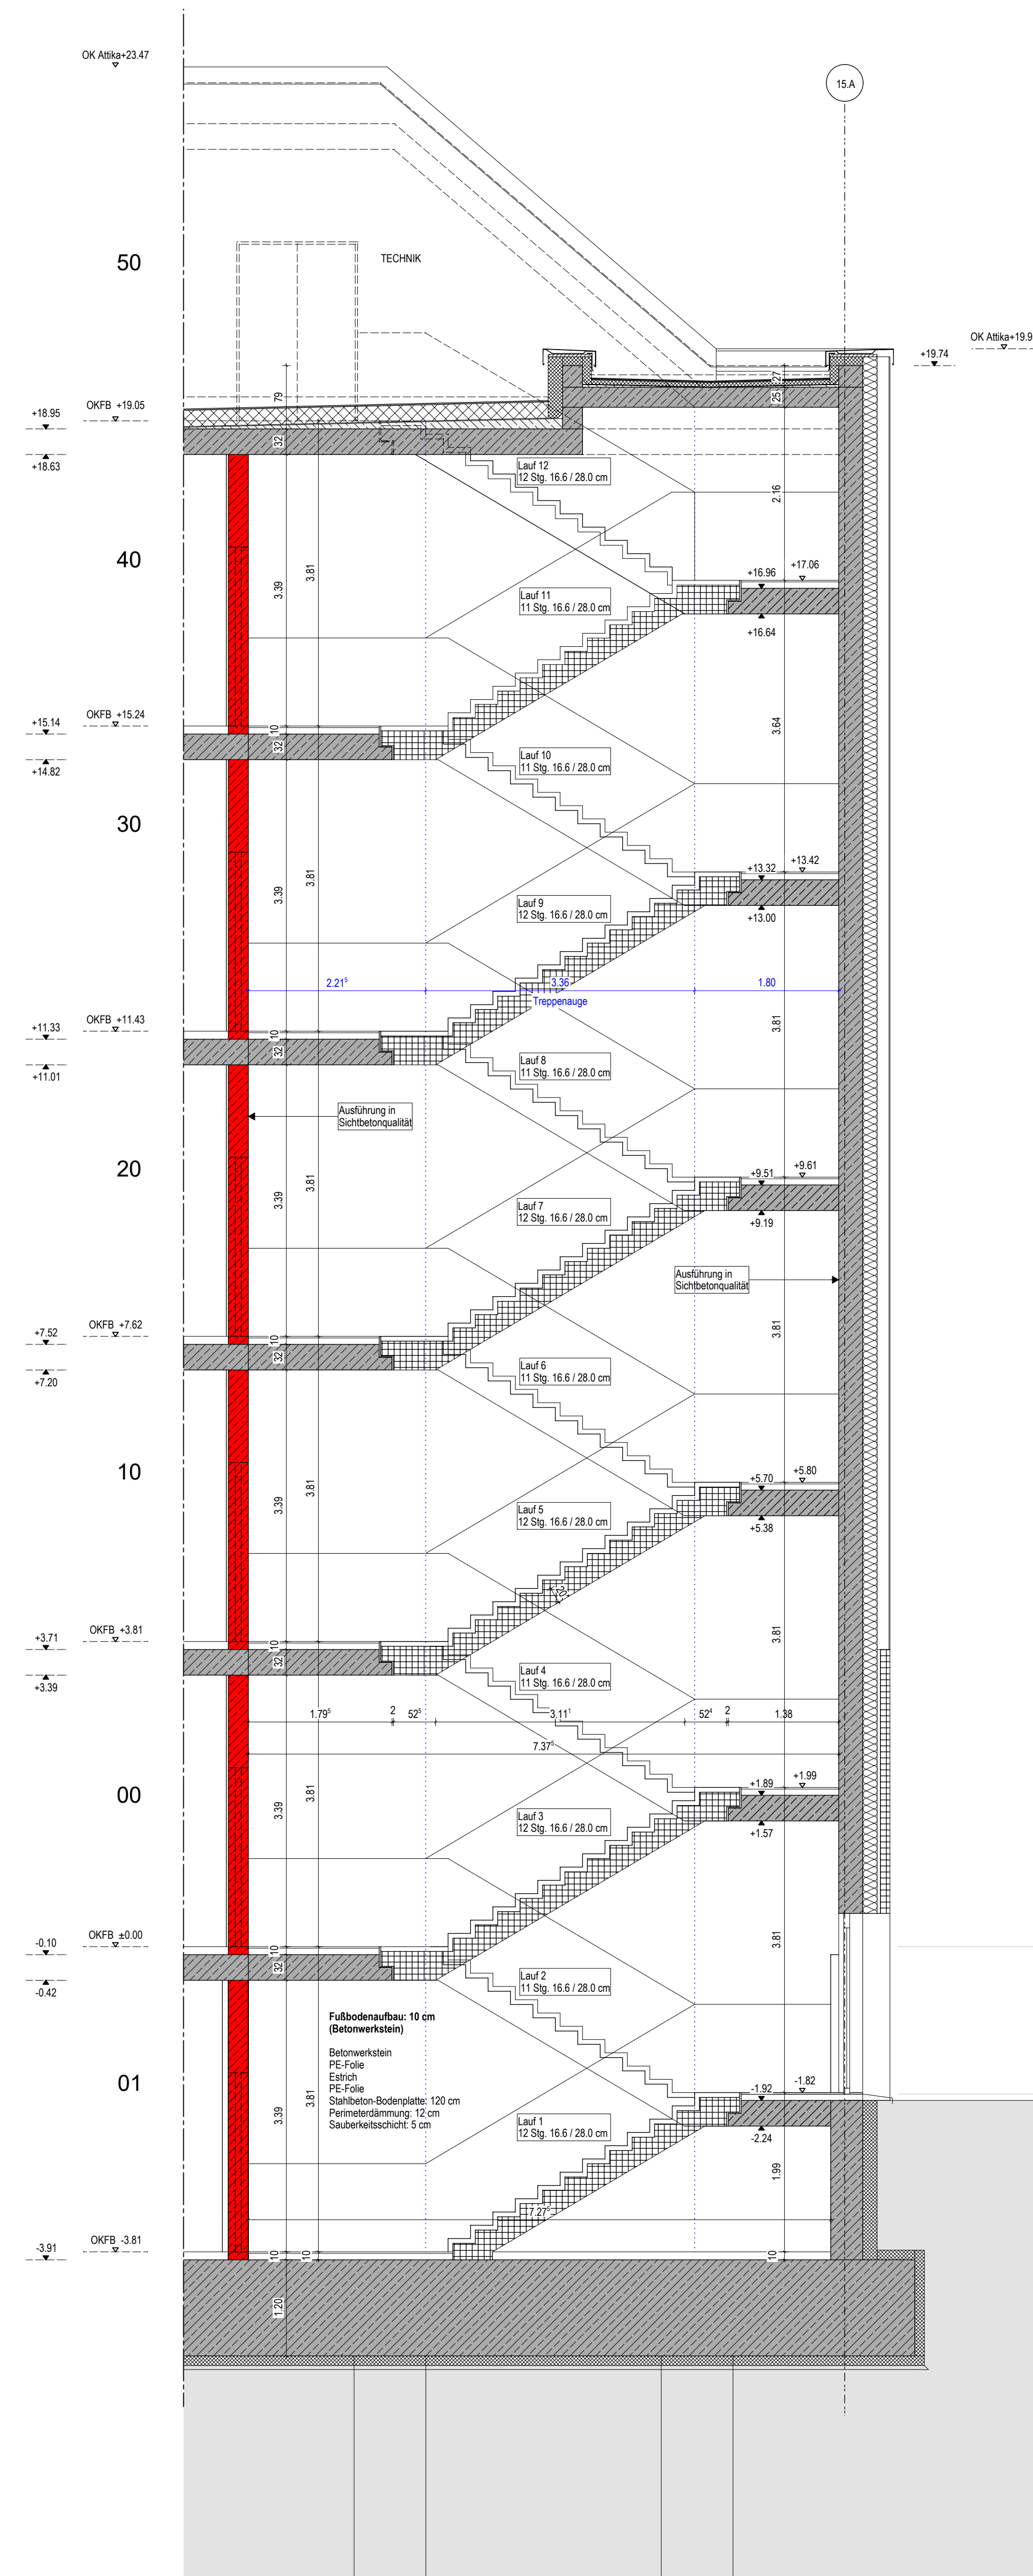 OK Attika+23.47
15.A
50
TECHNIK
OK Attika+19.9
+19.74
27
25
79
OKFB +19.05
+18.95
32
+18.63
Lauf 12
12 Stg. 16.6 / 28.0 cm
2.16
40
3.39
3.81
+16.96
+17.06
Lauf 11
11 Stg. 16.6 / 28.0 cm
+16.64
OKFB +15.24
+15.14
10
32
+14.82
3.64
Lauf 10
11 Stg. 16.6 / 28.0 cm
30
3.39
3.81
+13.32
+13.42
Lauf 9
12 Stg. 16.6 / 28.0 cm
+13.00
2.21⁵
3.36
1.80
Treppenauge
OKFB +11.43
+11.33
10
32
+11.01
3.81
Lauf 8
11 Stg. 16.6 / 28.0 cm
Ausführung in
Sichtbetonqualität
20
3.39
3.81
+9.51
+9.61
Lauf 7
12 Stg. 16.6 / 28.0 cm
+9.19
Ausführung in
Sichtbetonqualität
OKFB +7.62
+7.52
10
32
+7.20
3.81
Lauf 6
11 Stg. 16.6 / 28.0 cm
10
3.39
3.81
+5.70
+5.80
Lauf 5
12 Stg. 16.6 / 28.0 cm
+5.38
OKFB +3.81
+3.71
10
32
+3.39
3.81
Lauf 4
11 Stg. 16.6 / 28.0 cm
1.79⁵
2
52⁵
3.11¹
52⁴
2
1.38
7.37⁵
00
3.39
3.81
+1.89
+1.99
Lauf 3
12 Stg. 16.6 / 28.0 cm
+1.57
OKFB ±0.00
-0.10
10
32
-0.42
3.81
Lauf 2
11 Stg. 16.6 / 28.0 cm
Fußbodenaufbau: 10 cm
(Betonwerkstein)
Betonwerkstein
PE-Folie
Estrich
PE-Folie
Stahlbeton-Bodenplatte: 120 cm
Perimeterdämmung: 12 cm
Sauberkeitsschicht: 5 cm
01
3.39
3.81
-1.92
-1.82
Lauf 1
12 Stg. 16.6 / 28.0 cm
-2.24
1.99
7.27⁵
OKFB -3.81
-3.91
10
10
10
1.20